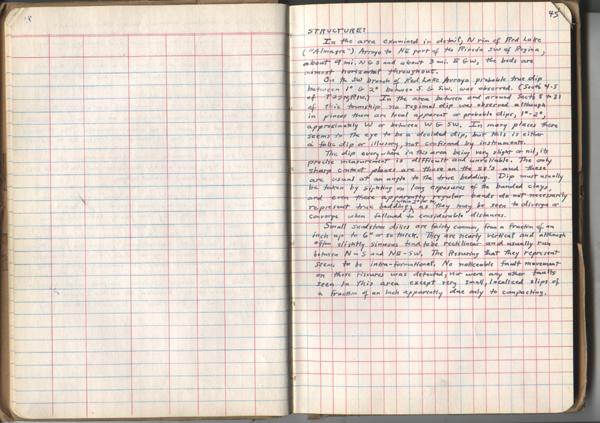 45
STRUCTURE:
In the area examined in detail, N rim of Red Lake
("Almagre") Arroyo to NE part of the Rincón SW of Regina,
about 9 mi. N & S and about 3 mi. E & W, the beds are
almost horizontal throughout.
On the SW branch of Red Lake Arroyo probable true dip
between 1° & 2° between S & SW. was observed. (Sect's 4-5
of In the area between and around Sect's 5 to 31
of this township no regional dip was observed although
in places there are local apparent or probable dips, 1°-2°,
approximately W or between W & SW. In many places there
seems to the eye to be a decided dip, but this is either
a false dip or illusory, not confirmed by instruments.
The dip everywhere in this area being very slight or nil, its
precise measurement is difficult and unreliable. The only
sharp contact planes are those on the ss's and these
are usual at an angle to the true bedding. Dip must usually
be taken by sighting on long exposures of the banded clays,
and even these apparently regular bands do not necessarily
represent true bedding, as they may be seen to diverge or
converge when followed to considerable distances.
Small sandstone dikes are fairly common, from a fraction of an
inch up to 6" or so thick. They are nearly vertical and although
often slightly sinuous tend to be rectilinear and usually run
between N-S and NE-SW. The fissuring that they represent
seems to be intra-formational. No noticeable fault movement
on these fissures was detected, nor were any other faults
seen in this area except very small, localized slips of
a fraction of an inch apparently due only to compacting.